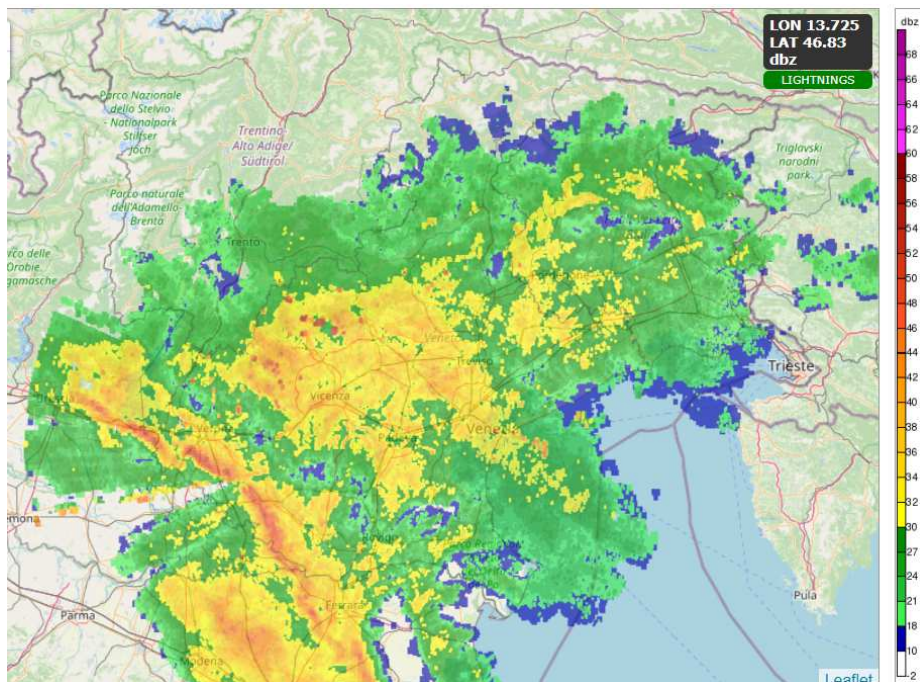 LON 13.725
LAT 46.83
dbz
LIGHTNINGS
Parco Nazionale
dello Stelvio
- Nationalpark
Stilfser
Joch
Trentino-
Alto Adige/
Südtirol
Triglavski
narodni
park
Parco naturale
dell'Adamello-
Brenta
Trento
Orobie
Treviso
Trieste
Vicenza
Parma
Ferrara
Modena
Pula
Leaflet
dbz
68
66
64
62
60
58
56
54
52
50
48
46
44
42
40
38
36
34
32
30
27
24
21
18
10
-2